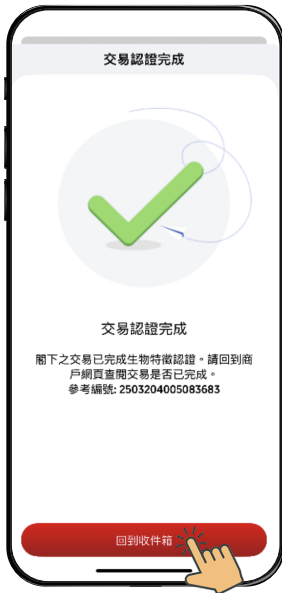 交易認證完成
交易認證完成
閣下之交易已完成生物特徵認證。請回到商
戶網頁查閱交易是否已完成。
參考編號: 2503204005083683
回到收件箱